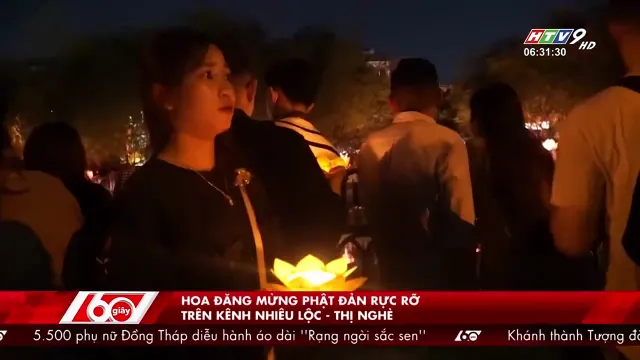 HTV9 HD
06:31:30
HOA ĐĂNG MỪNG PHẬT ĐẢN RỰC RỠ
TRÊN KÊNH NHIÊU LỘC - THỊ NGHÈ
60 giây
5.500 phụ nữ Đồng Tháp diễu hành áo dài "Rạng ngời sắc sen" 60 Khánh thành Tượng đ